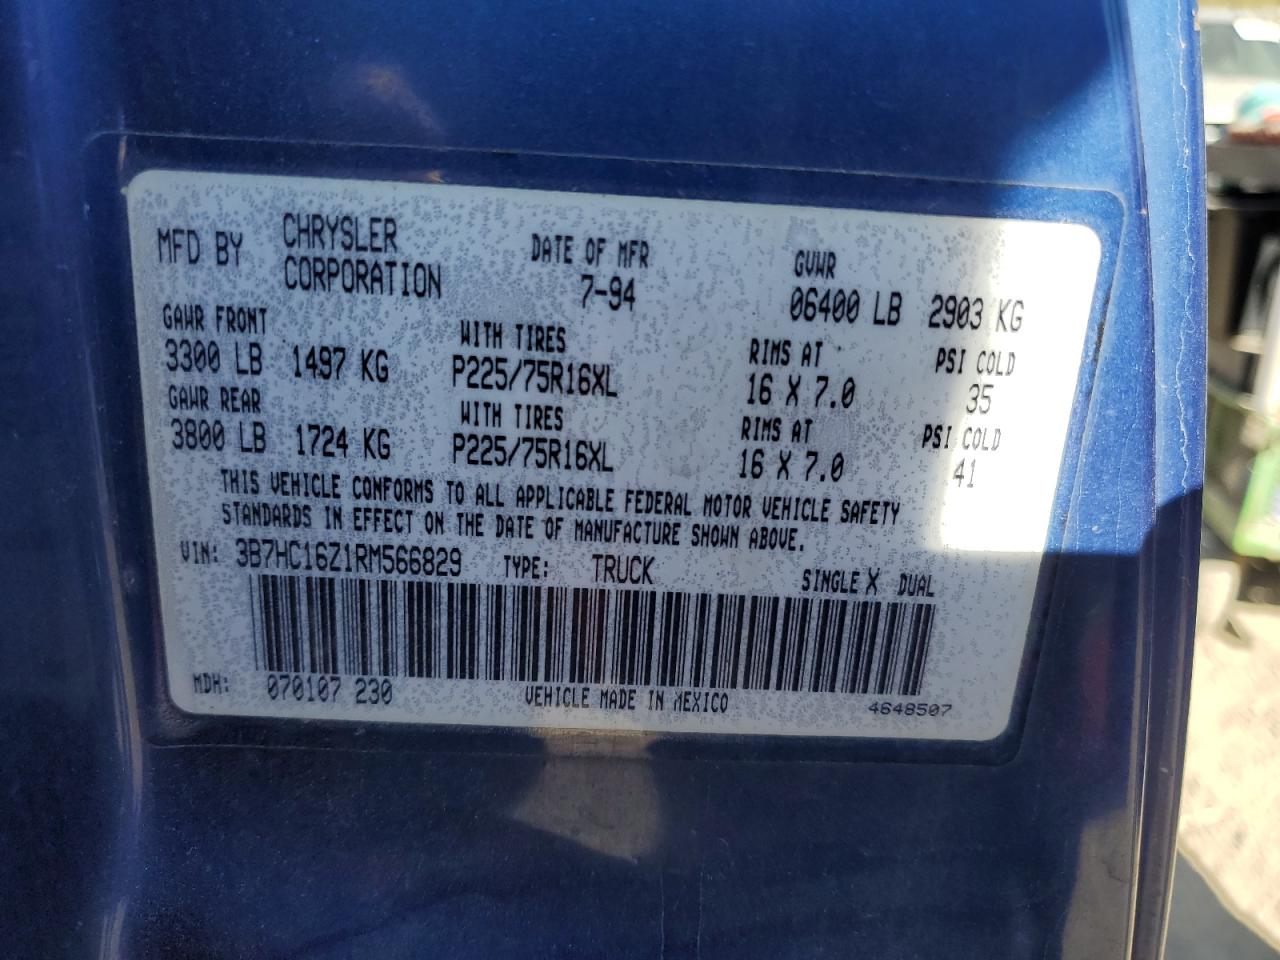 MFD BY CHRYSLER CORPORATION DATE OF MFR 7-94 GVWR 06400 LB 2903 KG
GAWR FRONT WITH TIRES RIMS AT PSI COLD
3300 LB 1497 KG P225/75R16XL 16 X 7.0 35
GAWR REAR WITH TIRES RIMS AT PSI COLD
3800 LB 1724 KG P225/75R16XL 16 X 7.0 41
THIS VEHICLE CONFORMS TO ALL APPLICABLE FEDERAL MOTOR VEHICLE SAFETY
STANDARDS IN EFFECT ON THE DATE OF MANUFACTURE SHOWN ABOVE.
VIN: 3B7HC16Z1RM566829 TYPE: TRUCK SINGLE X DUAL
MDH: 070107 230 VEHICLE MADE IN MEXICO 4648507